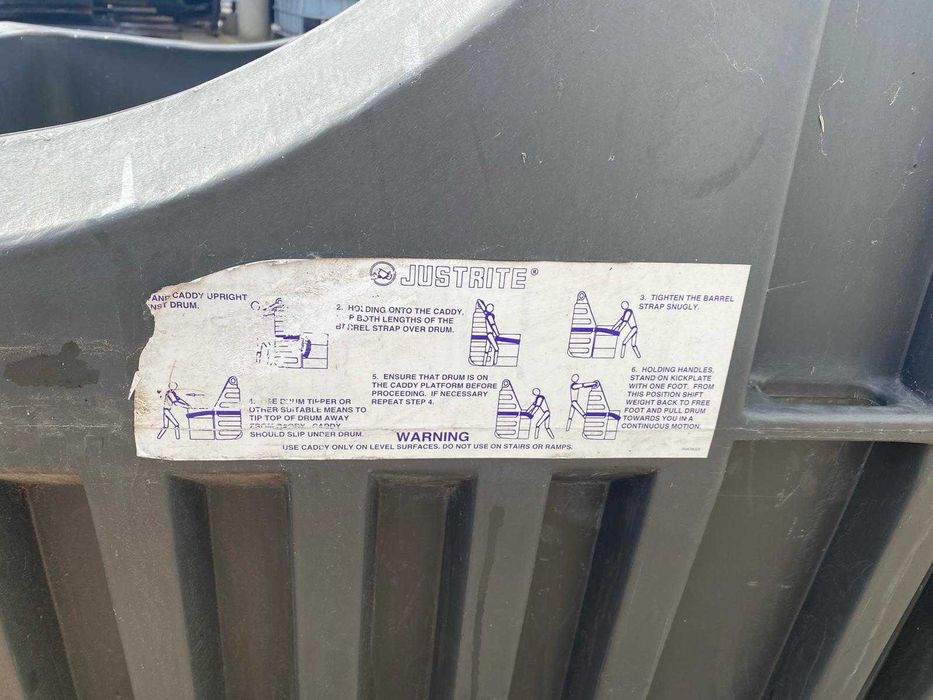 JUSTRITE®
CADDY UPRIGHT
DRUM.
2. HOLDING ONTO THE CADDY,
BOTH LENGTHS OF THE
BARREL STRAP OVER DRUM.
3. TIGHTEN THE BARREL
STRAP SNUGLY.
DRUM TIPPER OR
OTHER SUITABLE MEANS TO
TIP TOP OF DRUM AWAY
FROM CADDY. CADDY
SHOULD SLIP UNDER DRUM.
5. ENSURE THAT DRUM IS ON
THE CADDY PLATFORM BEFORE
PROCEEDING. IF NECESSARY
REPEAT STEP 4.
6. HOLDING HANDLES,
STAND ON KICKPLATE
WITH ONE FOOT. FROM
THIS POSITION SHIFT
WEIGHT BACK TO FREE
FOOT AND PULL DRUM
TOWARDS YOU IN A
CONTINUOUS MOTION.
WARNING
USE CADDY ONLY ON LEVEL SURFACES. DO NOT USE ON STAIRS OR RAMPS.